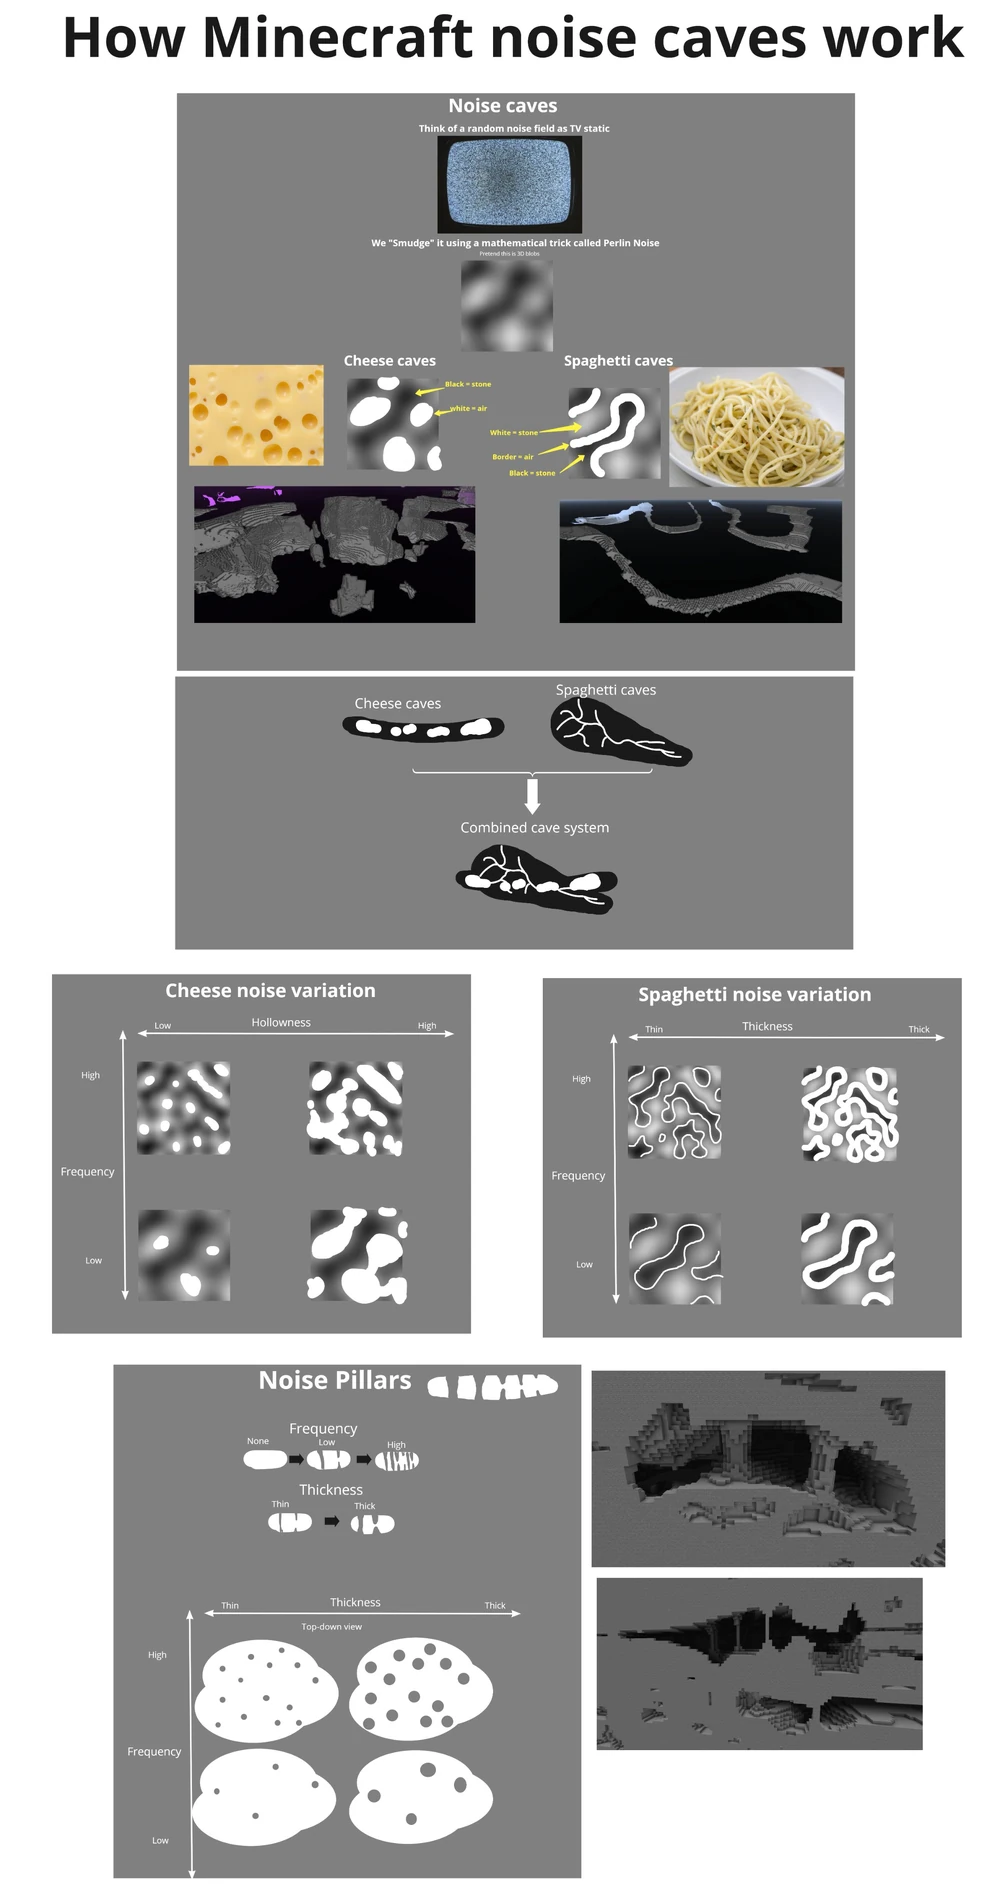 How Minecraft noise caves work
Noise caves
Think of a random noise field as TV static
We "Smudge" it using a mathematical trick called Perlin Noise
Pretend this is 3D blobs
Cheese caves
Black = stone
white = air
Spaghetti caves
White = stone
Border = air
Black = stone
Cheese caves
Spaghetti caves
Combined cave system
Cheese noise variation
Low
Hollowness
High
High
Frequency
Low
Spaghetti noise variation
Thin
Thickness
Thick
High
Frequency
Low
Noise Pillars
Frequency
None
Low
High
Thickness
Thin
Thick
Thin
Thickness
Thick
Top-down view
High
Frequency
Low